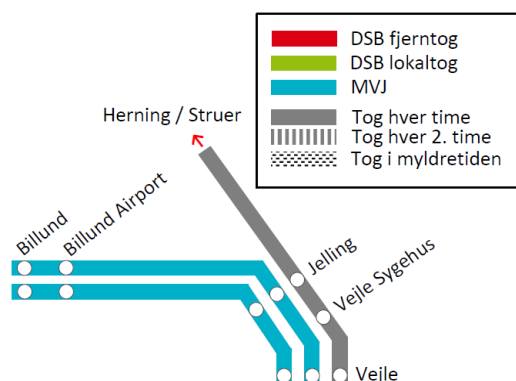 DSB fjerntog
DSB lokaltog
MVJ
Tog hver time
Tog hver 2. time
Tog i myldretiden
Herning / Struer
Billund
Billund Airport
Jelling
Vejle Sygehus
Vejle